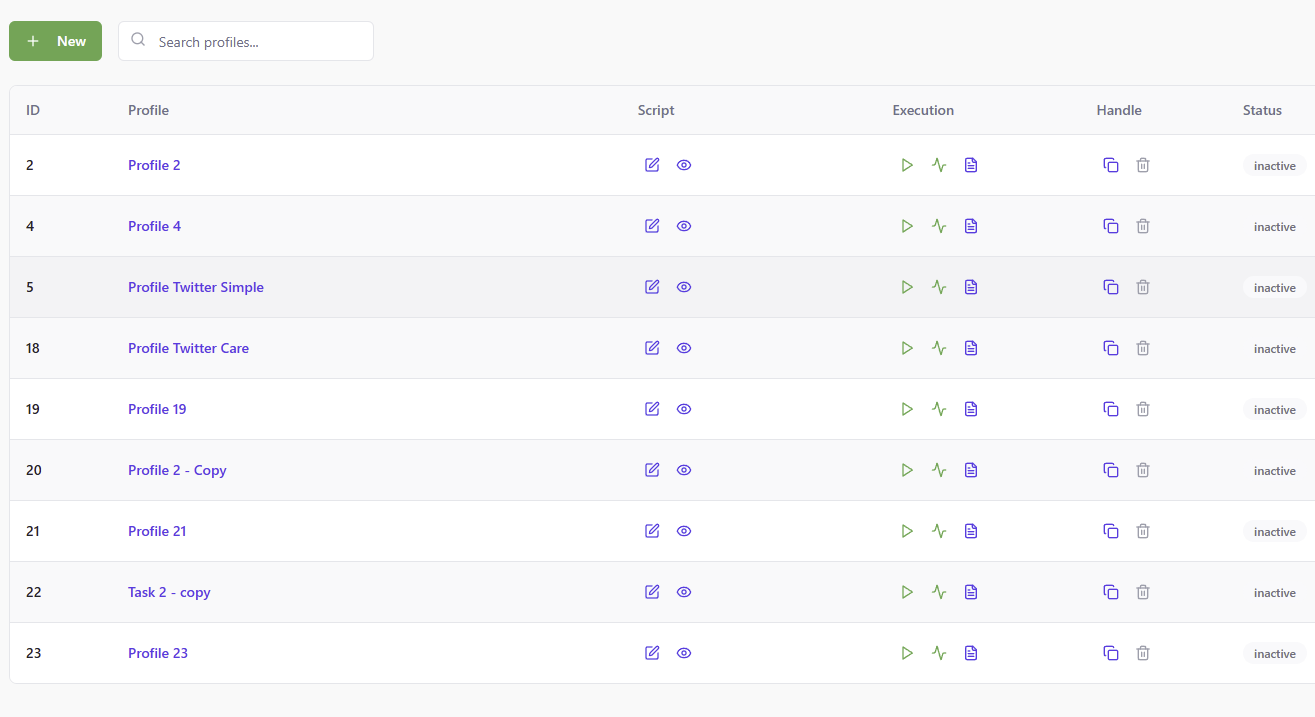 New Search profiles...
ID Profile Script Execution Handle Status
2 Profile 2 inactive
4 Profile 4 inactive
5 Profile Twitter Simple inactive
18 Profile Twitter Care inactive
19 Profile 19 inactive
20 Profile 2 - Copy inactive
21 Profile 21 inactive
22 Task 2 - copy inactive
23 Profile 23 inactive